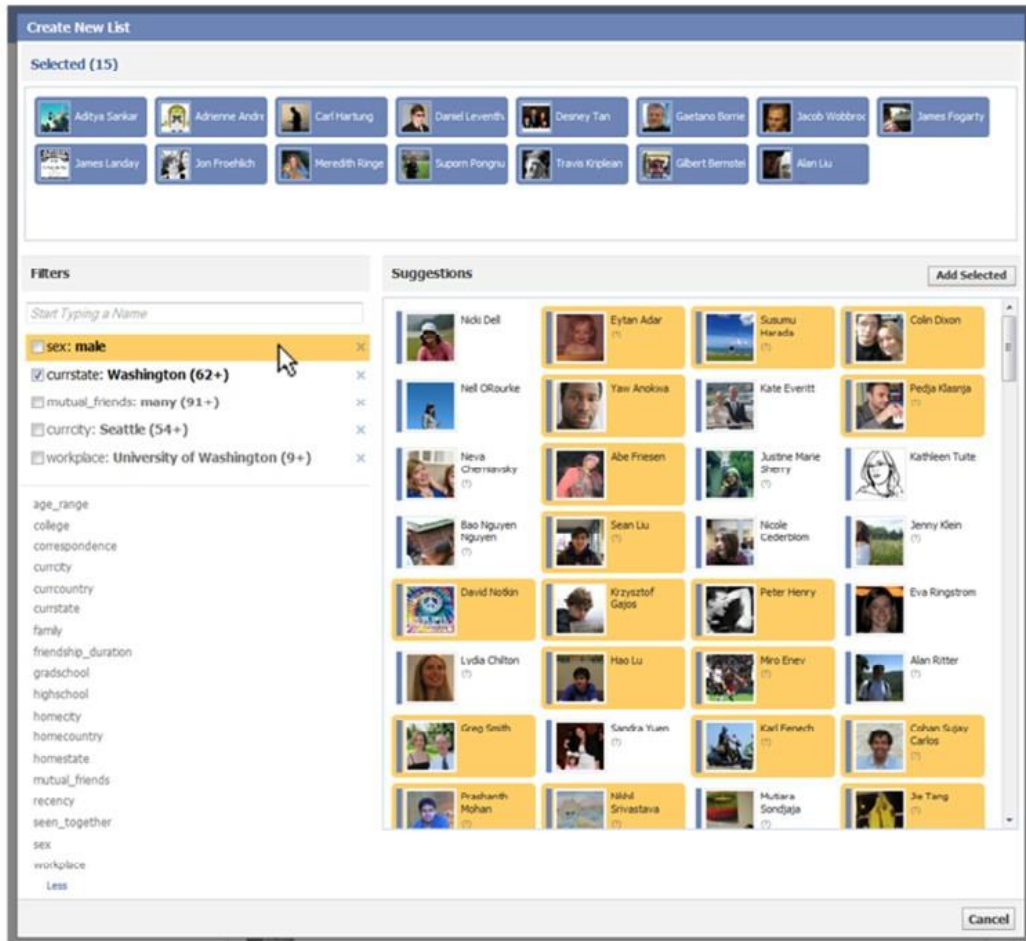 Create New List
Selected (15)
Aditya Sankar Adrienne Andre Carl Hartung Daniel Leventh Desney Tan Gaetano Borrie Jacob Wobbroc James Fogarty
James Landay Jon Froehlich Meredith Ringe Suporn Pongnu Travis Kriplean Gilbert Bernstei Alan Liu
Filters
Start Typing a Name
sex: male
currstate: Washington (62+)
mutual_friends: many (91+)
currcity: Seattle (54+)
workplace: University of Washington (9+)
age_range
college
correspondence
currcity
currcountry
currstate
family
friendship_duration
gradschool
highschool
homecity
homecountry
homestate
mutual_friends
recency
seen_together
sex
workplace
Less
Suggestions
Add Selected
Nicki Dell
Eytan Adar
(?)
Susumu
Harada
(?)
Colin Dixon
Neil ORourke
Yaw Anokwa
Kate Everitt
Pedja Klasnja
(?)
Neva
Cherniavsky
(?)
Abe Friesen
Justine Marie
Sherry
(?)
Kathleen Tuite
Bao Nguyen
Nguyen
(?)
Sean Liu
(?)
Nicole
Cederblom
Jenny Klein
(?)
David Notkin
Krzysztof
Gajos
Peter Henry
Eva Ringstrom
Lydia Chilton
(?)
Hao Lu
Miro Enev
(?)
Alan Ritter
Greg Smith
Sandra Yuen
(?)
Karl Fenech
(?)
Cohan Sujay
Carlos
(?)
Prashanth
Mohan
(?)
Nikhil
Srivastava
(?)
Mutiara
Sondjaja
(?)
Jie Tang
(?)
Cancel